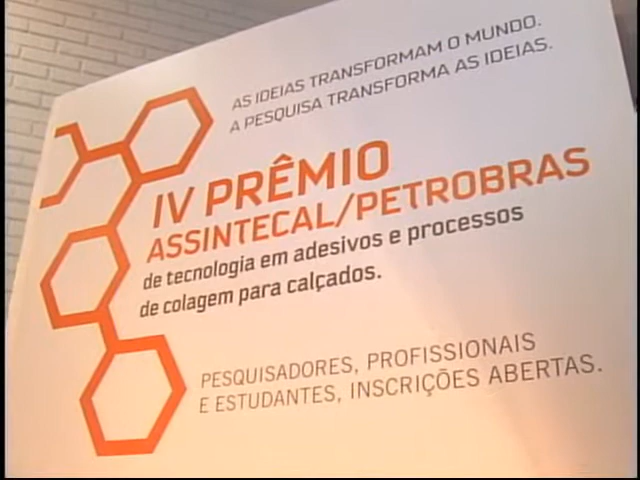 AS IDEIAS TRANSFORMAM O MUNDO.
A PESQUISA TRANSFORMA AS IDEIAS.
IV PRÊMIO
ASSINTECAL/PETROBRAS
de tecnologia em adesivos e processos
de colagem para calçados.
PESQUISADORES, PROFISSIONAIS
E ESTUDANTES, INSCRIÇÕES ABERTAS.